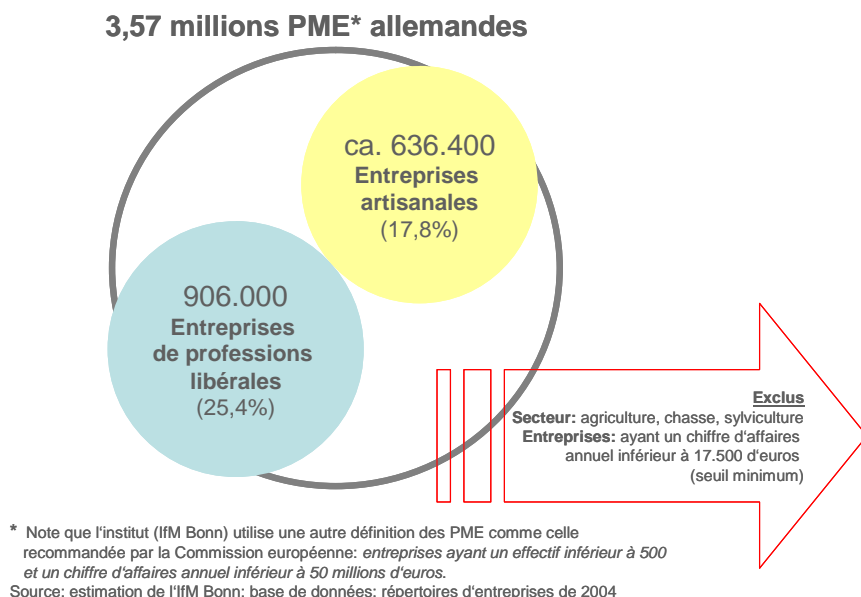 3,57 millions PME* allemandes
ca. 636.400
Entreprises
artisanales
(17,8%)
906.000
Entreprises
de professions
libérales
(25,4%)
Exclus
Secteur: agriculture, chasse, sylviculture
Entreprises: ayant un chiffre d‘affaires
annuel inférieur à 17.500 d‘euros
(seuil minimum)
* Note que l‘institut (IfM Bonn) utilise une autre définition des PME comme celle
recommandée par la Commission européenne: entreprises ayant un effectif inférieur à 500
et un chiffre d‘affaires annuel inférieur à 50 millions d‘euros.
Source: estimation de l‘IfM Bonn; base de données: répertoires d‘entreprises de 2004